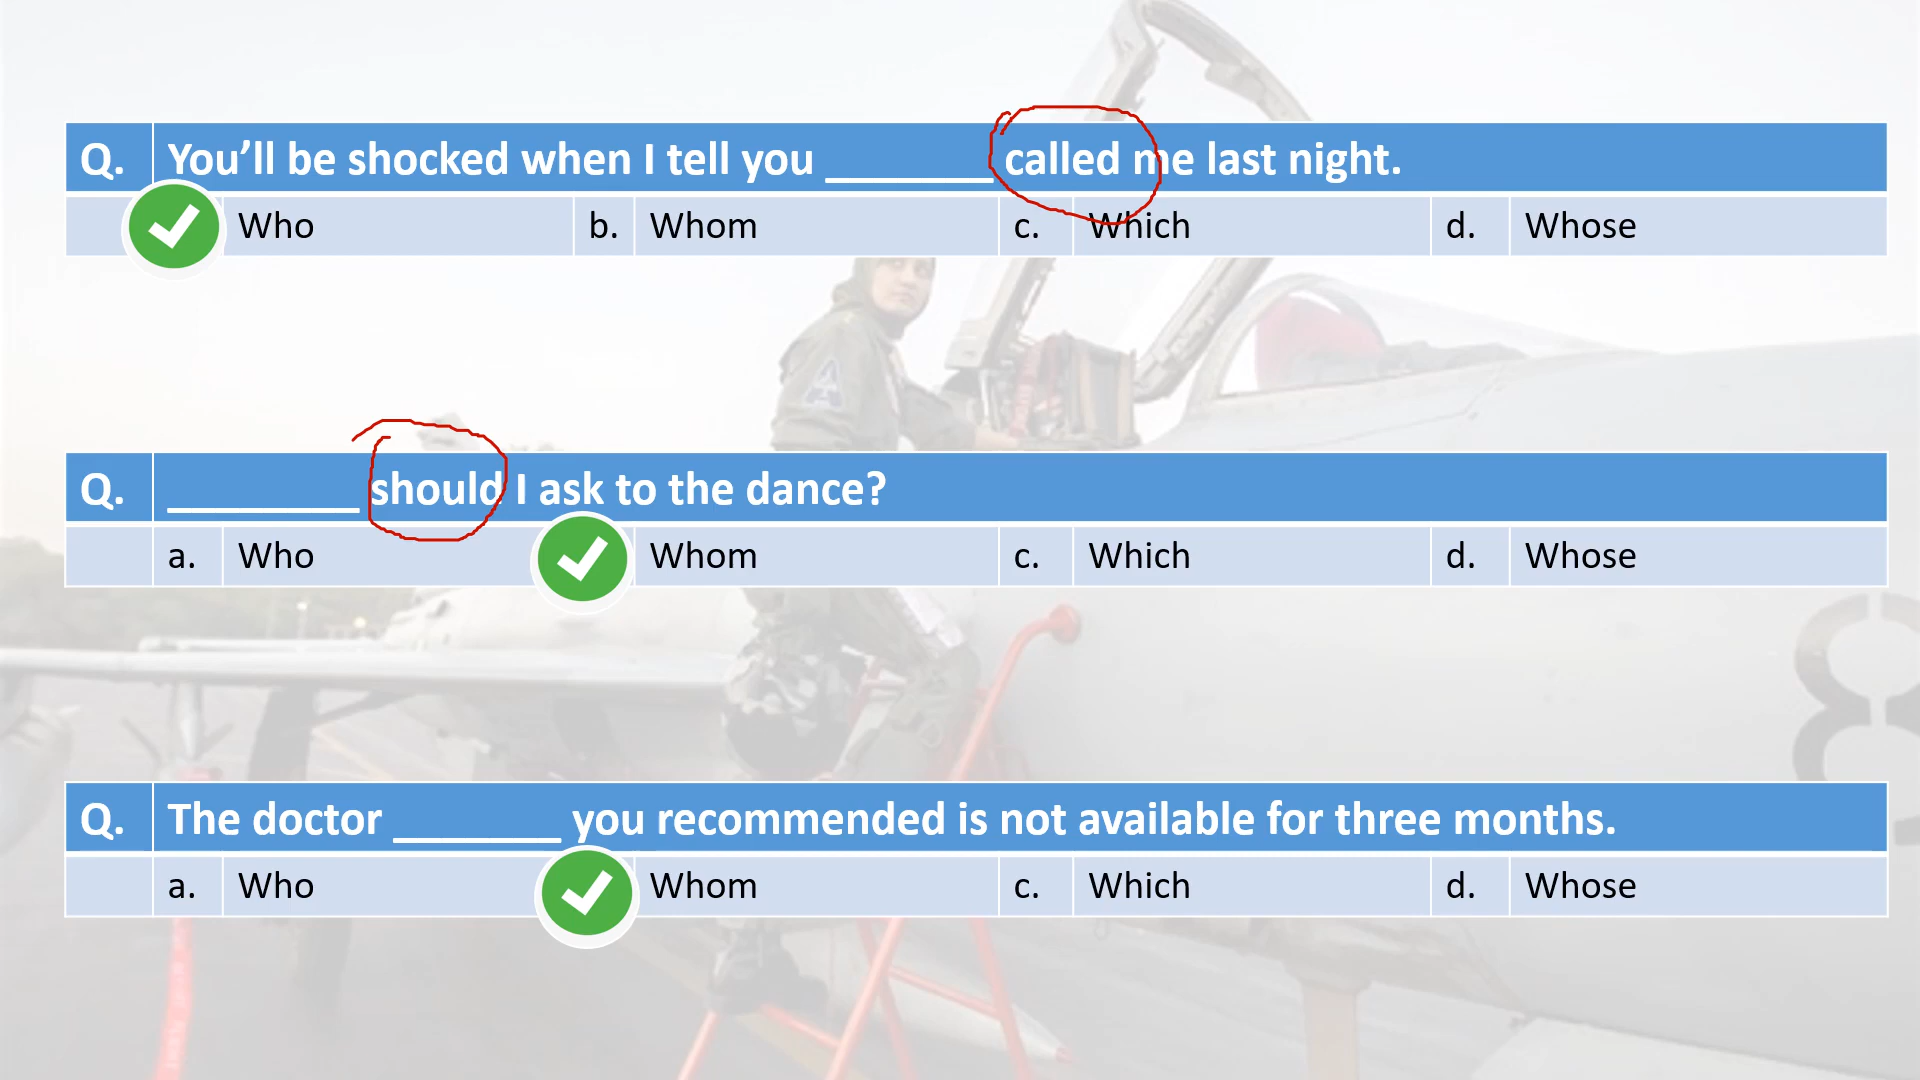 Q. You’ll be shocked when I tell you ________ called me last night.
Who b. Whom c. Which d. Whose
Q. _________ should I ask to the dance?
a. Who Whom c. Which d. Whose
Q. The doctor ________ you recommended is not available for three months.
a. Who Whom c. Which d. Whose